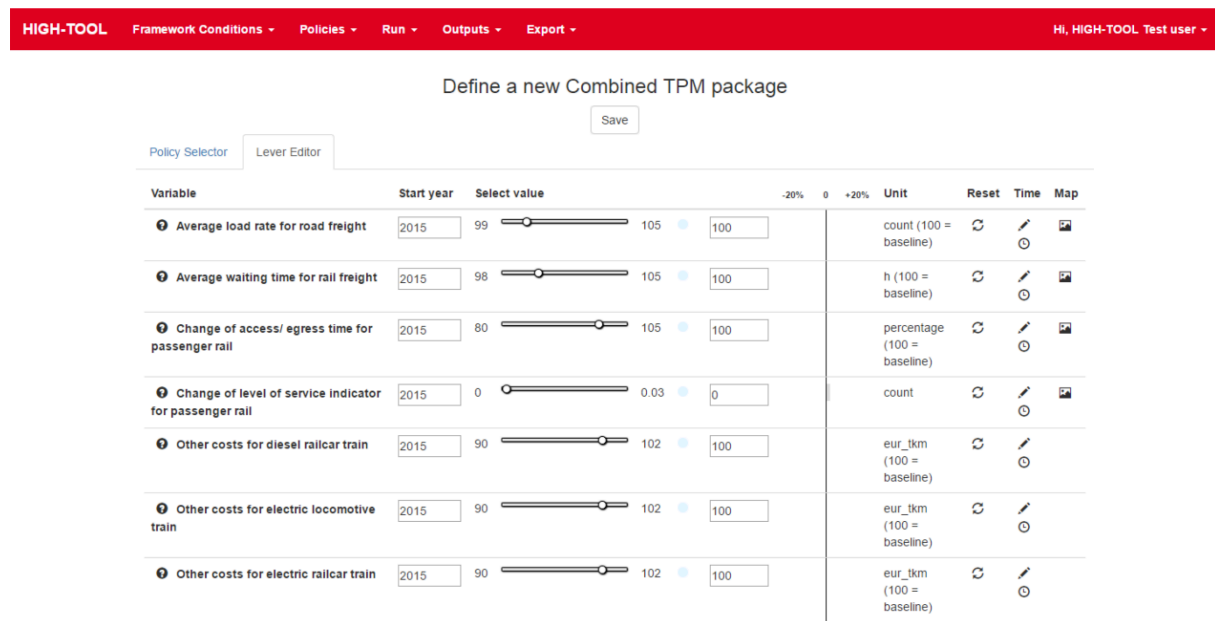 HIGH-TOOL Framework Conditions Policies Run Outputs Export Hi, HIGH-TOOL Test user
Define a new Combined TPM package
Save
Policy Selector Lever Editor
Variable Start year Select value -20% 0 +20% Unit Reset Time Map
Average load rate for road freight 2015 99 105 100 count (100 =
baseline)
Average waiting time for rail freight 2015 98 105 100 h (100 =
baseline)
Change of access/ egress time for 2015 80 105 100 percentage
passenger rail (100 =
baseline)
Change of level of service indicator 2015 0 0.03 0 count
for passenger rail
Other costs for diesel railcar train 2015 90 102 100 eur_tkm
(100 =
baseline)
Other costs for electric locomotive 2015 90 102 100 eur_tkm
train (100 =
baseline)
Other costs for electric railcar train 2015 90 102 100 eur_tkm
(100 =
baseline)